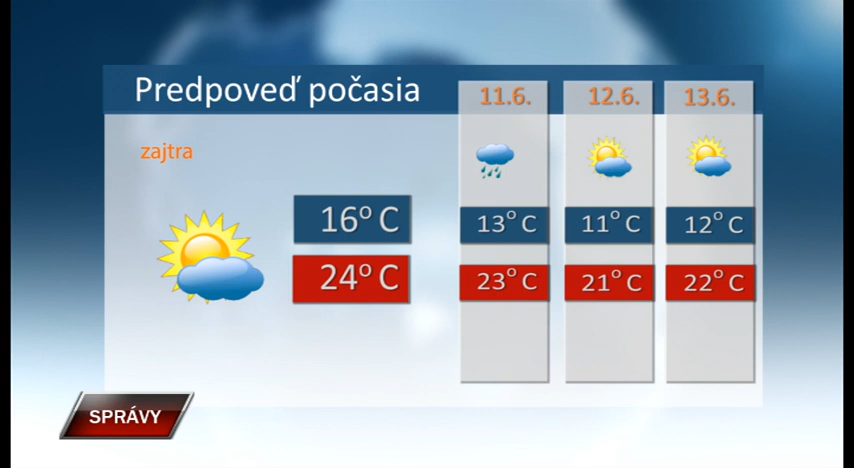 Predpoveď počasia
zajtra
16° C
24° C
11.6.
13° C
23° C
12.6.
11° C
21° C
13.6.
12° C
22° C
SPRÁVY